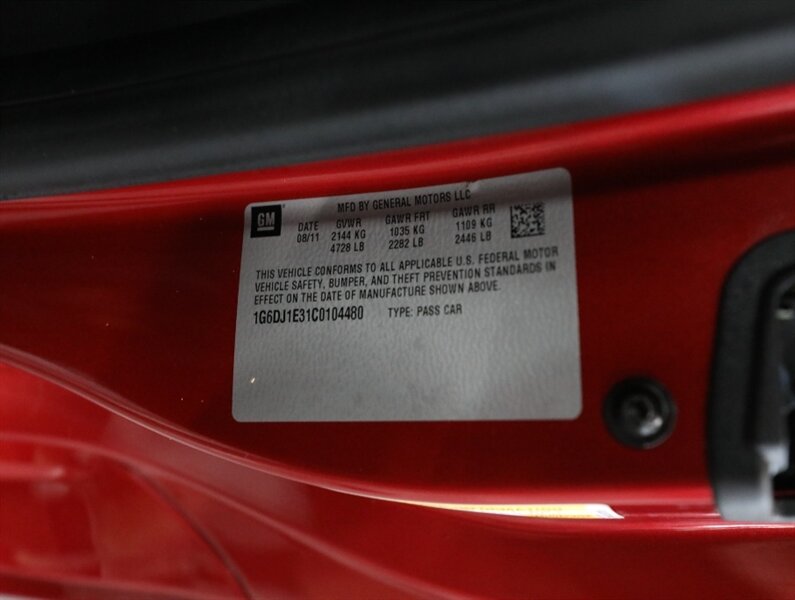 MFD BY GENERAL MOTORS LLC
GM
DATE GVWR GAWR FRT GAWR RR
08/11 2144 KG 1035 KG 1109 KG
4728 LB 2282 LB 2446 LB
THIS VEHICLE CONFORMS TO ALL APPLICABLE U.S. FEDERAL MOTOR
VEHICLE SAFETY, BUMPER, AND THEFT PREVENTION STANDARDS IN
EFFECT ON THE DATE OF MANUFACTURE SHOWN ABOVE.
1G6DJ1E31C0104480 TYPE: PASS CAR